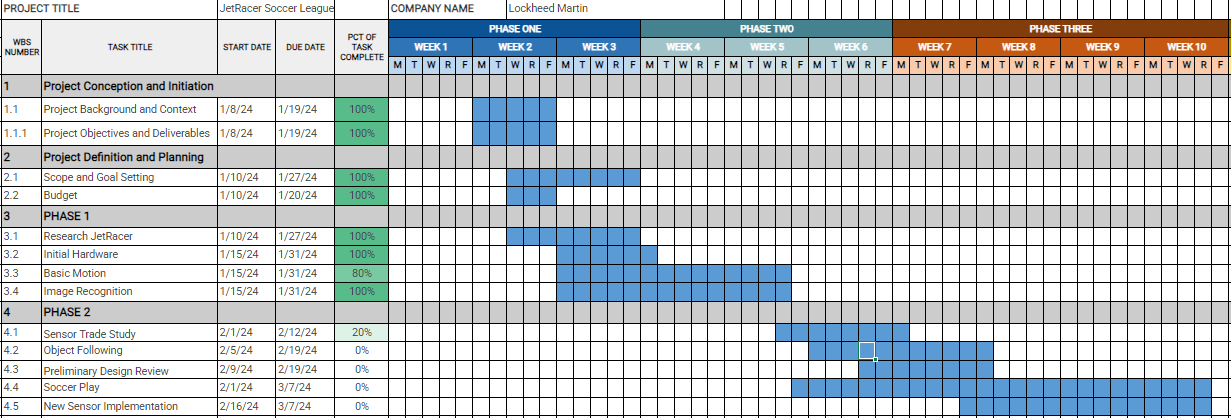 PROJECT TITLE JetRacer Soccer League COMPANY NAME Lockheed Martin
PHASE ONE PHASE TWO PHASE THREE
WBS NUMBER TASK TITLE START DATE DUE DATE PCT OF TASK COMPLETE
WEEK 1 WEEK 2 WEEK 3 WEEK 4 WEEK 5 WEEK 6 WEEK 7 WEEK 8 WEEK 9 WEEK 10
M T W R F M T W R F M T W R F M T W R F M T W R F M T W R F M T W R F M T W R F M T W R F M T W R F
1 Project Conception and Initiation
1.1 Project Background and Context 1/8/24 1/19/24 100%
1.1.1 Project Objectives and Deliverables 1/8/24 1/19/24 100%
2 Project Definition and Planning
2.1 Scope and Goal Setting 1/10/24 1/27/24 100%
2.2 Budget 1/10/24 1/20/24 100%
3 PHASE 1
3.1 Research JetRacer 1/10/24 1/27/24 100%
3.2 Initial Hardware 1/15/24 1/31/24 100%
3.3 Basic Motion 1/15/24 1/31/24 80%
3.4 Image Recognition 1/15/24 1/31/24 100%
4 PHASE 2
4.1 Sensor Trade Study 2/1/24 2/12/24 20%
4.2 Object Following 2/5/24 2/19/24 0%
4.3 Preliminary Design Review 2/9/24 2/19/24 0%
4.4 Soccer Play 2/1/24 3/7/24 0%
4.5 New Sensor Implementation 2/16/24 3/7/24 0%